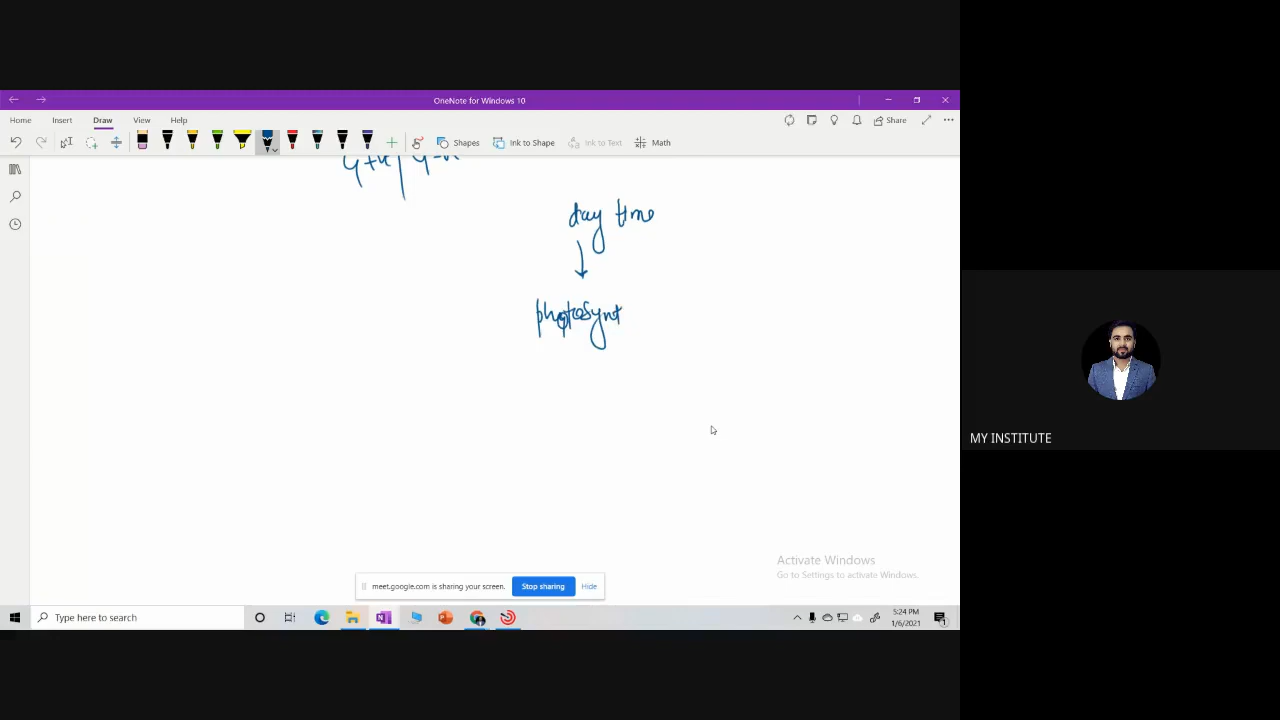 OneNote for Windows 10
Home Insert Draw View Help
Share
Shapes Ink to Shape Ink to Text Math
day time
photosynt
MY INSTITUTE
Activate Windows
Go to Settings to activate Windows.
meet.google.com is sharing your screen. Stop sharing Hide
Type here to search
5:24 PM
1/6/2021
1